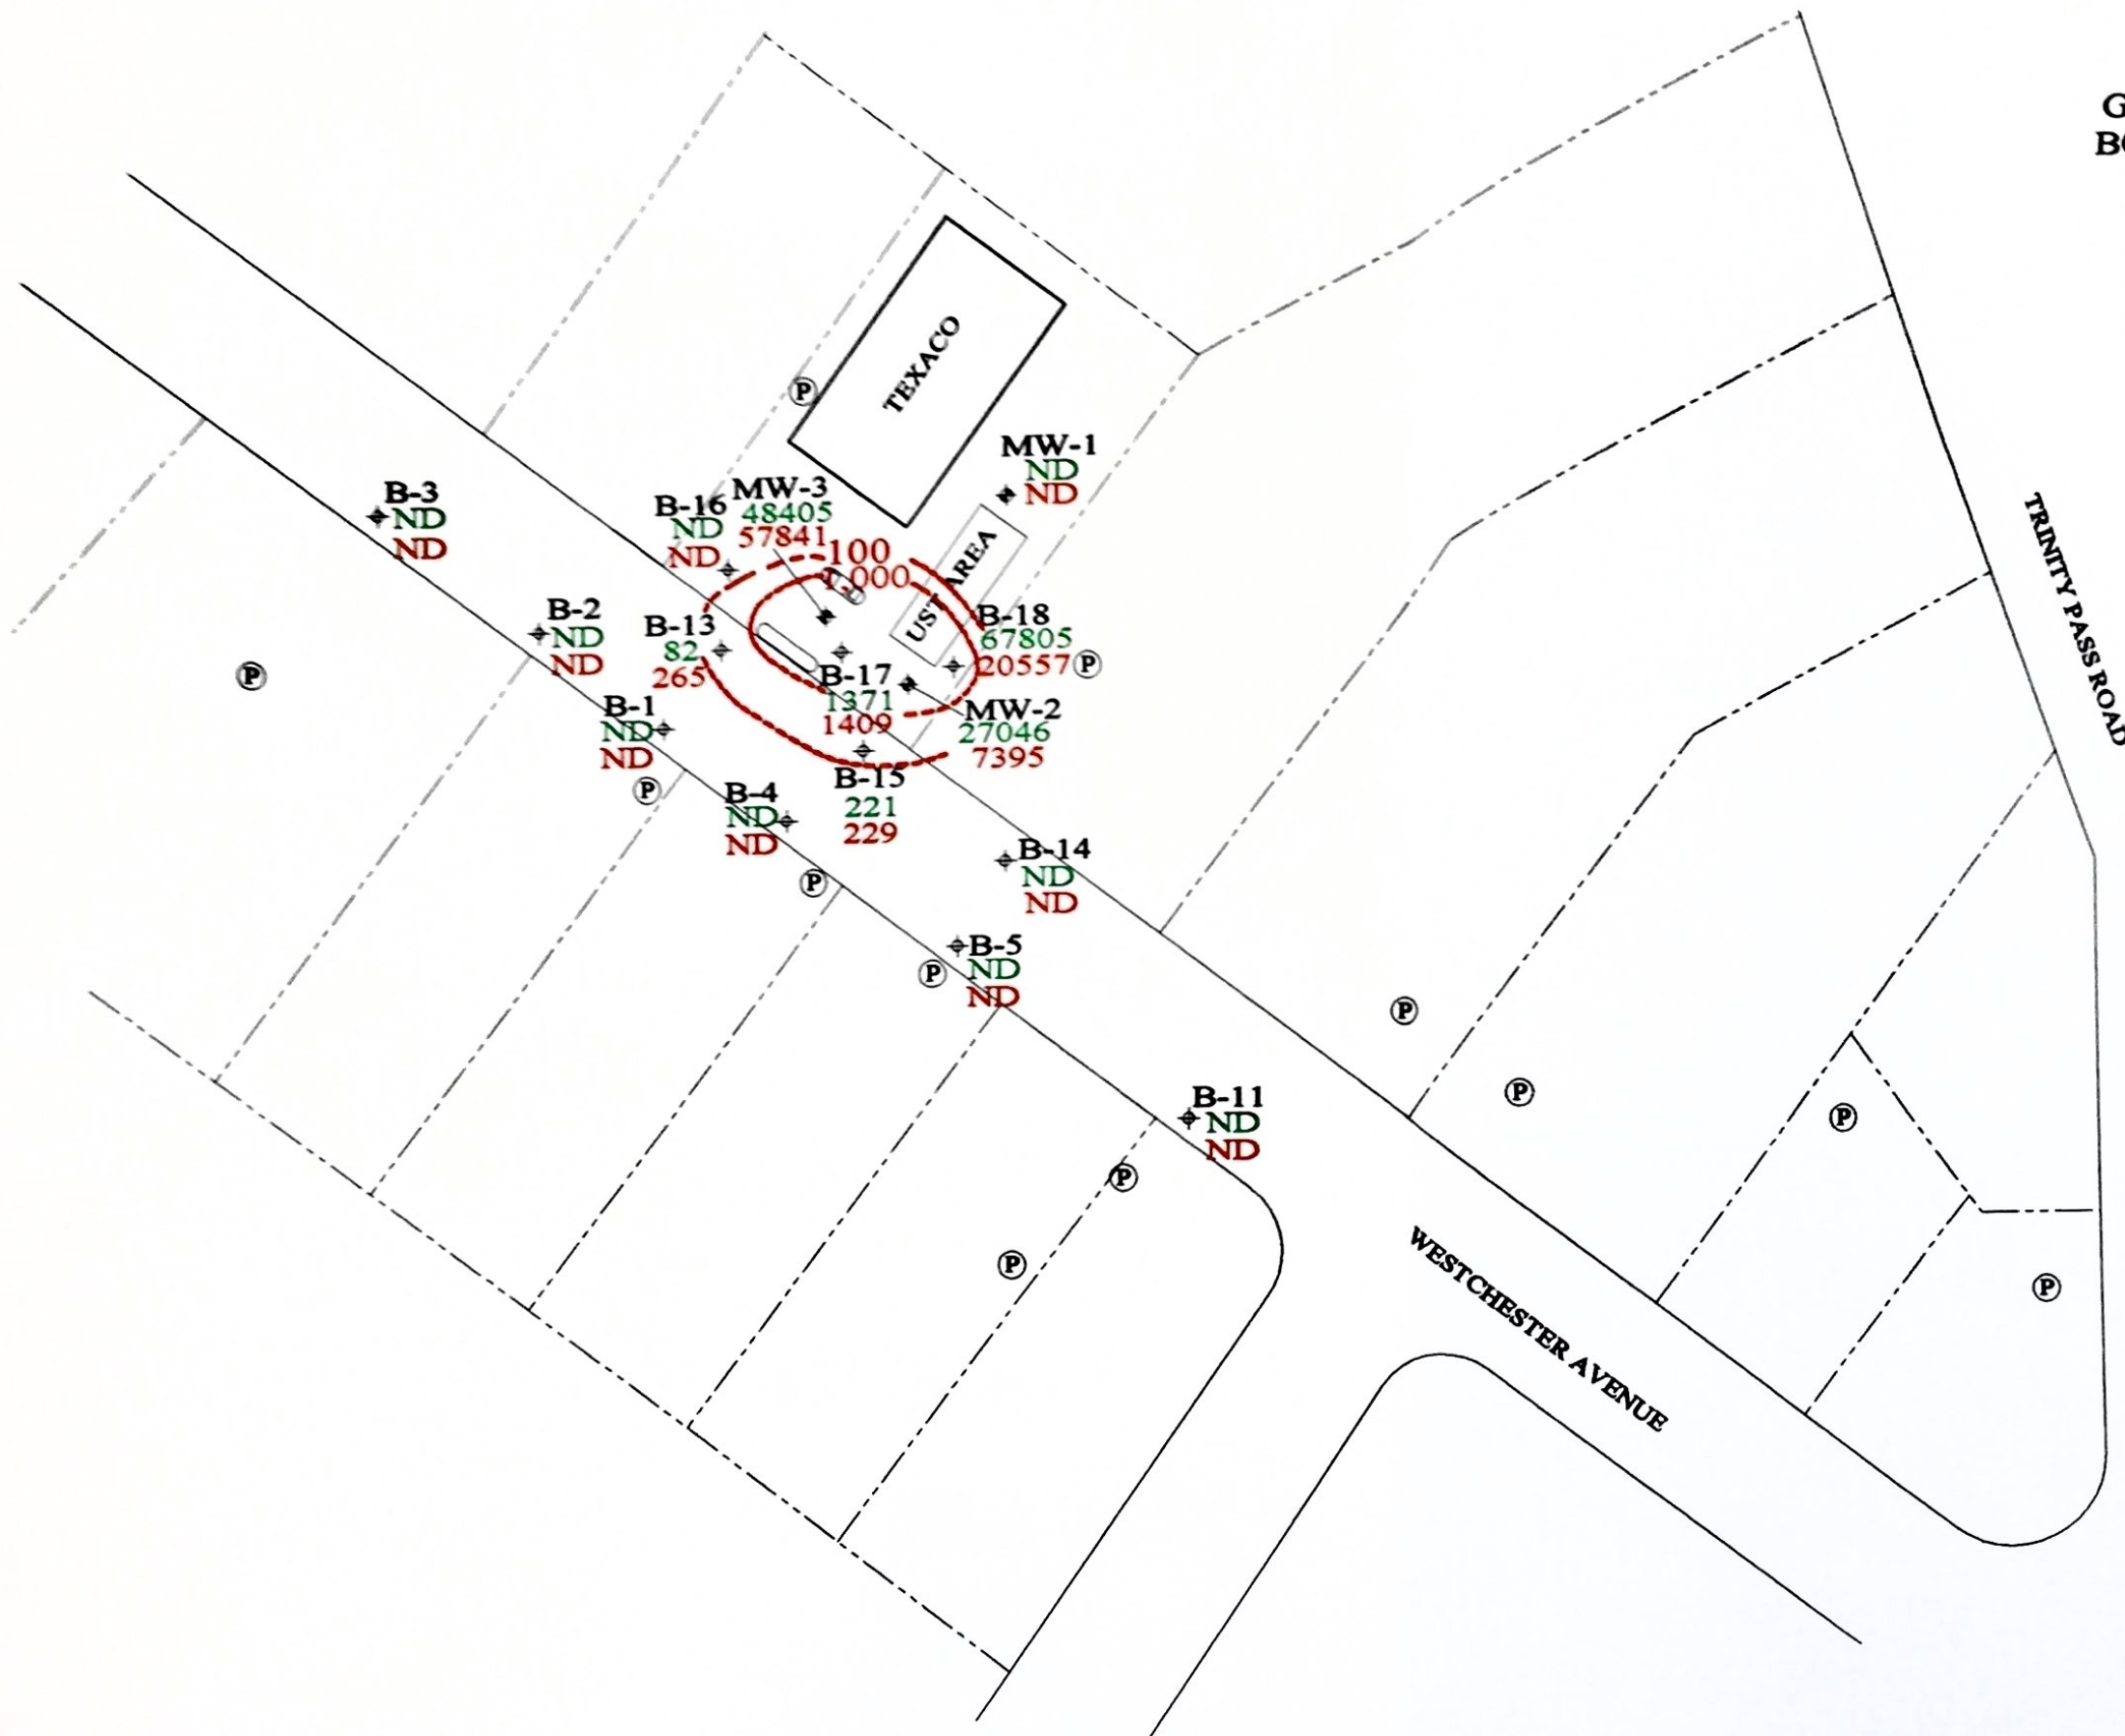 G
B
TEXACO
MW-1
ND
ND
B-3
ND
ND
B-16
ND
ND
MW-3
48405
57841
100
1,000
UST AREA
TRINITY PASS ROAD
B-2
ND
ND
B-13
82
265
B-18
67805
20557
P
P
P
B-17
1371
1409
MW-2
27046
7395
B-1
ND
ND
P
B-4
ND
ND
P
B-15
221
229
B-14
ND
ND
B-5
ND
ND
P
P
P
B-11
ND
ND
P
P
P
P
WESTCHESTER AVENUE